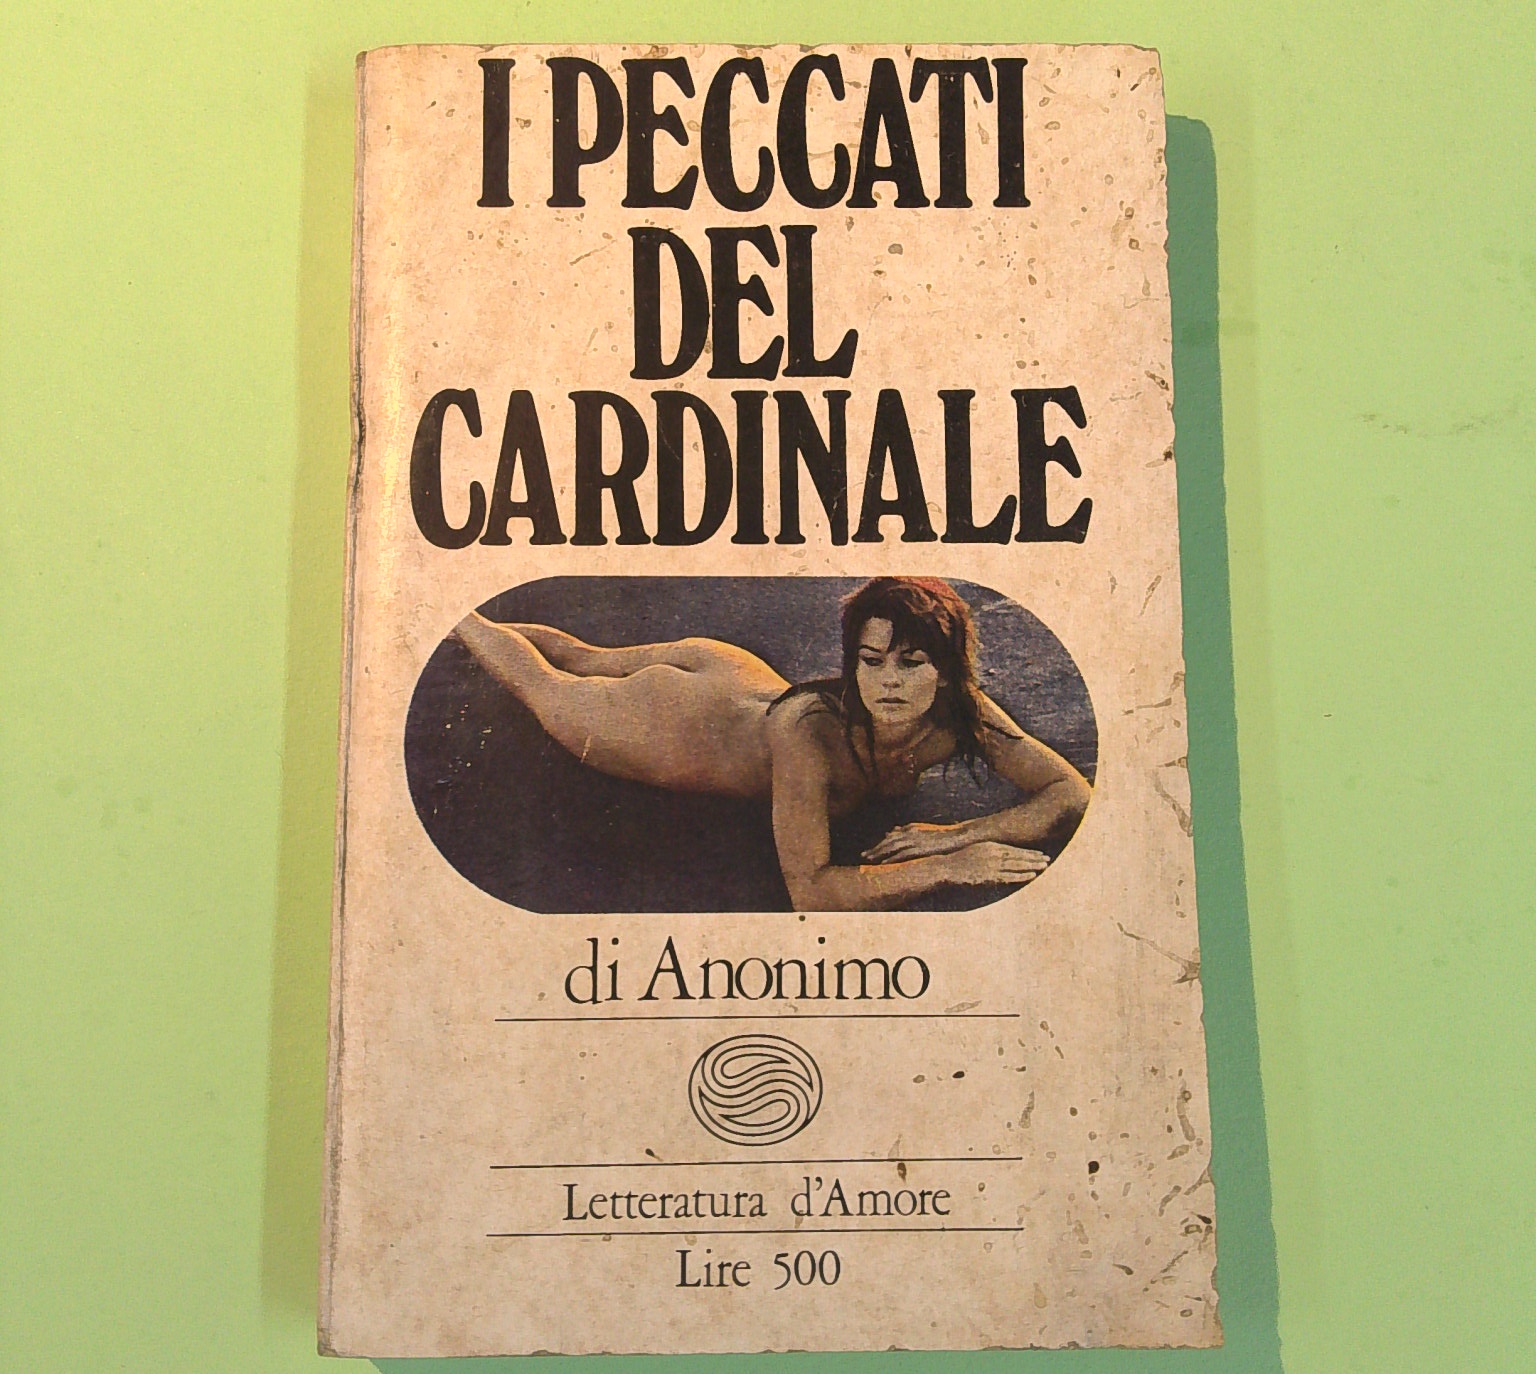 I PECCATI
DEL
CARDINALE
di Anonimo
Letteratura d'Amore
Lire 500